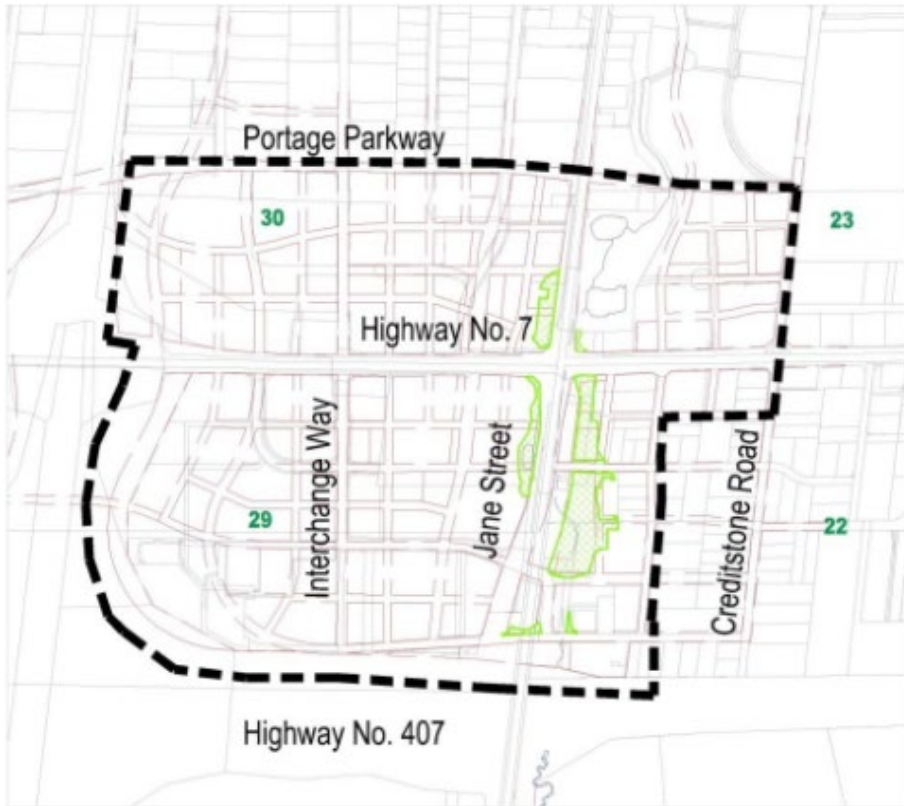 Portage Parkway
30
23
Highway No. 7
Interchange Way
Jane Street
29
22
Creditstone Road
Highway No. 407